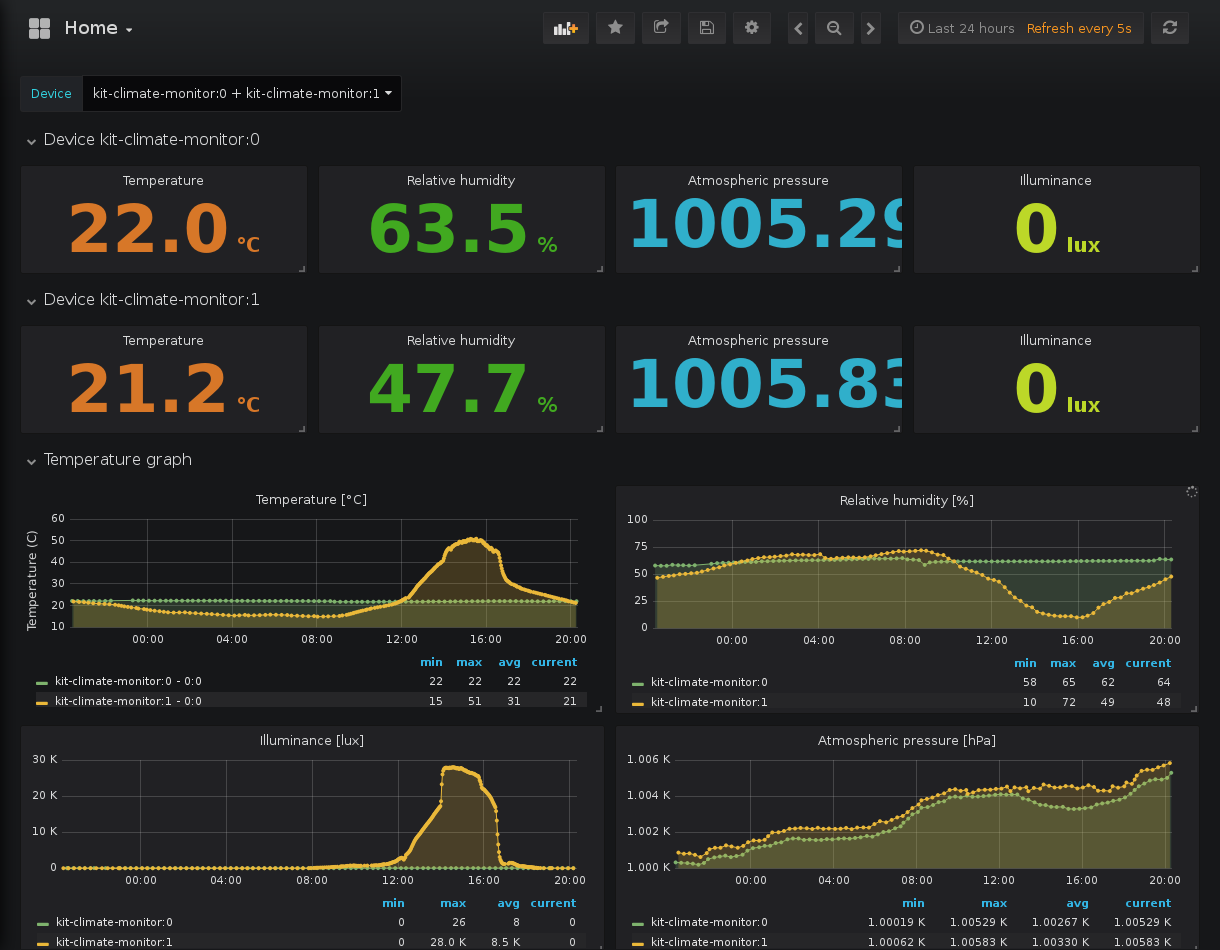 Home
Last 24 hours Refresh every 5s
Device kit-climate-monitor:0 + kit-climate-monitor:1
Device kit-climate-monitor:0
Temperature Relative humidity Atmospheric pressure Illuminance
22.0 °C 63.5 % 1005.29 0 lux
Device kit-climate-monitor:1
Temperature Relative humidity Atmospheric pressure Illuminance
21.2 °C 47.7 % 1005.83 0 lux
Temperature graph
Temperature [°C]
Temperature (C)
60
50
40
30
20
10
00:00 04:00 08:00 12:00 16:00 20:00
min max avg current
kit-climate-monitor:0 - 0:0 22 22 22 22
kit-climate-monitor:1 - 0:0 15 51 31 21
Relative humidity [%]
100
75
50
25
0
00:00 04:00 08:00 12:00 16:00 20:00
min max avg current
kit-climate-monitor:0 58 65 62 64
kit-climate-monitor:1 10 72 49 48
Illuminance [lux]
30 K
20 K
10 K
0
00:00 04:00 08:00 12:00 16:00 20:00
min max avg current
kit-climate-monitor:0 0 26 8 0
kit-climate-monitor:1 0 28.0 K 8.5 K 0
Atmospheric pressure [hPa]
1.006 K
1.004 K
1.002 K
1.000 K
00:00 04:00 08:00 12:00 16:00 20:00
min max avg current
kit-climate-monitor:0 1.00019 K 1.00529 K 1.00267 K 1.00529 K
kit-climate-monitor:1 1.00062 K 1.00583 K 1.00330 K 1.00583 K